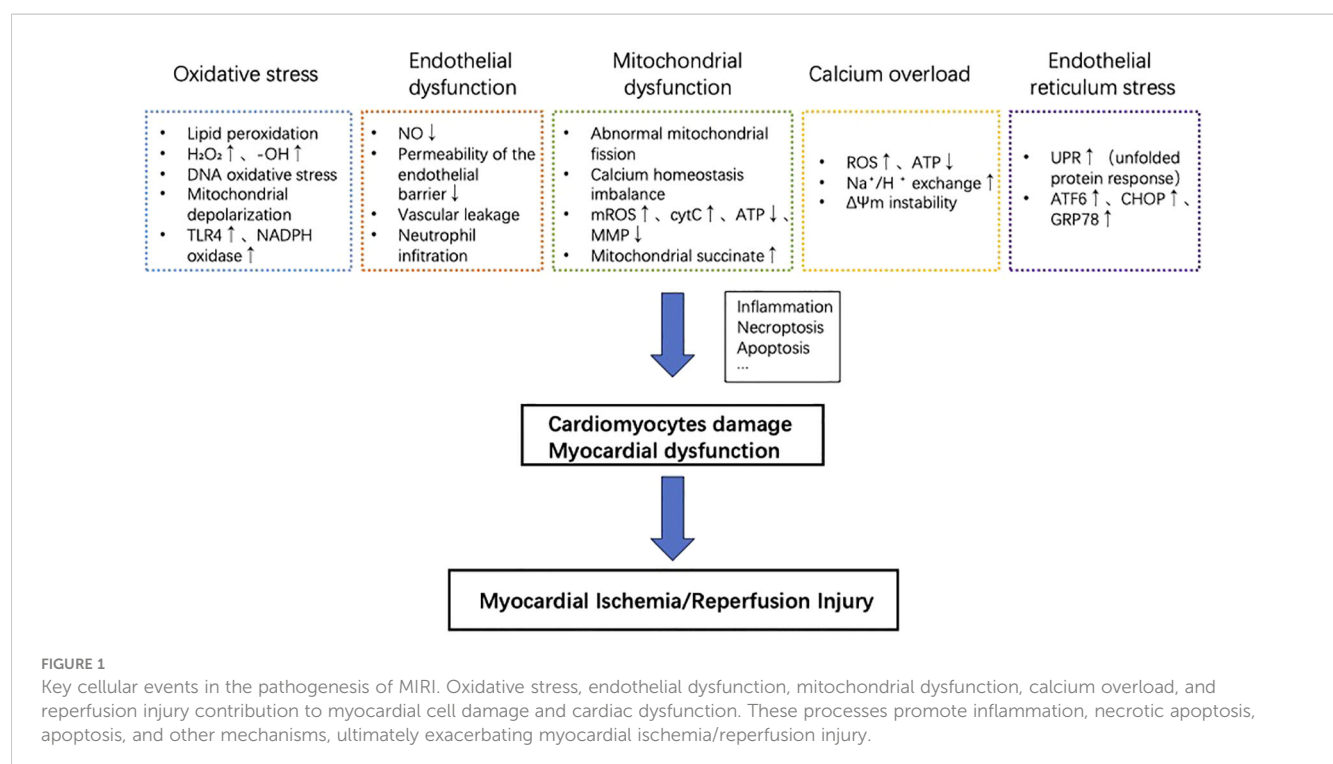 Oxidative stress
Endothelial
dysfunction
Mitochondrial
dysfunction
Calcium overload
Endothelial
reticulum stress
• Lipid peroxidation
• H₂O₂↑、-OH↑
• DNA oxidative stress
• Mitochondrial
depolarization
• TLR4↑、NADPH
oxidase↑
• NO↓
• Permeability of the
endothelial
barrier↓
• Vascular leakage
• Neutrophil
infitration
• Abnormal mitochondrial
fission
• Calcium homeostasis
imbalance
• mROS↑、cytC↑、ATP↓、
MMP↓
• Mitochondrial succinate↑
• ROS↑、ATP↓
• Na⁺/H⁺ exchange↑
• ΔΨm instability
• UPR↑ (unfolded
protein response)
• ATF6↑、CHOP↑、
GRP78↑
Inflammation
Necroptosis
Apoptosis
...
Cardiomyocytes damage
Myocardial dysfunction
Myocardial Ischemia/Reperfusion Injury
FIGURE 1
Key cellular events in the pathogenesis of MIRI. Oxidative stress, endothelial dysfunction, mitochondrial dysfunction, calcium overload, and
reperfusion injury contribution to myocardial cell damage and cardiac dysfunction. These processes promote inflammation, necrotic apoptosis,
apoptosis, and other mechanisms, ultimately exacerbating myocardial ischemia/reperfusion injury.